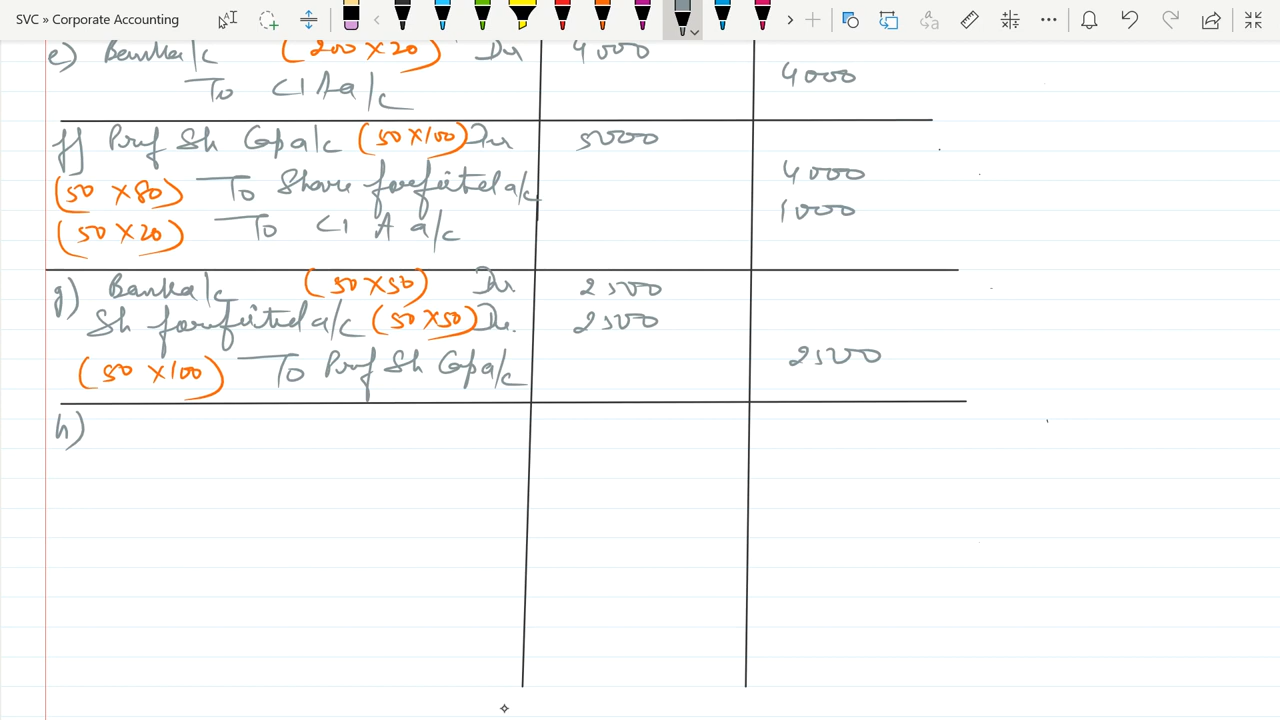 SVC » Corporate Accounting
e) Bank a/c (200 X 20) Dr 4000
To C1 A a/c 4000
f) Pref Sh Cap a/c (50 X 100) Dr 5000
(50 X 80) To Share forfeited a/c 4000
(50 X 20) To C1 A a/c 1000
g) Bank a/c (50 X 50) Dr 2500
Sh forfeited a/c (50 X 50) Dr. 2500
(50 X 100) To Pref Sh Cap a/c 2500
h)